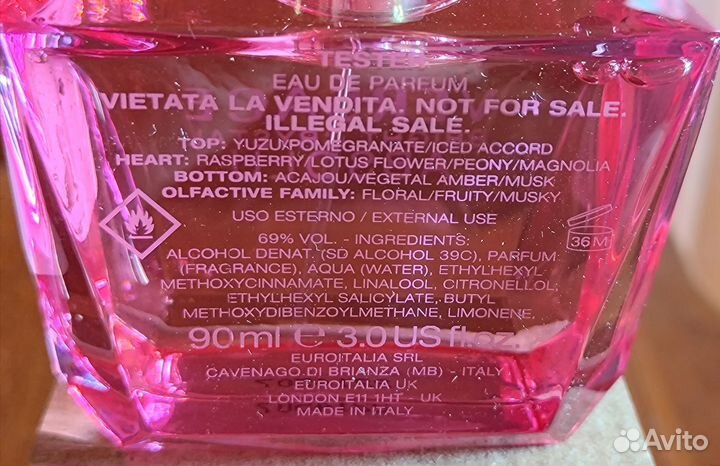 TESTER
EAU DE PARFUM
VIETATA LA VENDITA. NOT FOR SALE.
ILLEGAL SALE.
TOP: YUZU/POMEGRANATE/ICED ACCORD
HEART: RASPBERRY/LOTUS FLOWER/PEONY/MAGNOLIA
BOTTOM: ACAJOU/VEGETAL AMBER/MUSK
OLFACTIVE FAMILY: FLORAL/FRUITY/MUSKY
USO ESTERNO / EXTERNAL USE
36M
69% VOL. - INGREDIENTS:
ALCOHOL DENAT. (SD ALCOHOL 39C), PARFUM
(FRAGRANCE), AQUA (WATER), ETHYLHEXYL
METHOXYCINNAMATE, LINALOOL, CITRONELLOL,
ETHYLHEXYL SALICYLATE, BUTYL
METHOXYDIBENZOYLMETHANE, LIMONENE.
90 ml e 3.0 US fl.oz.
EUROITALIA SRL
CAVENAGO DI BRIANZA (MB) - ITALY
EUROITALIA UK
LONDON E11 1HT - UK
MADE IN ITALY
Avito